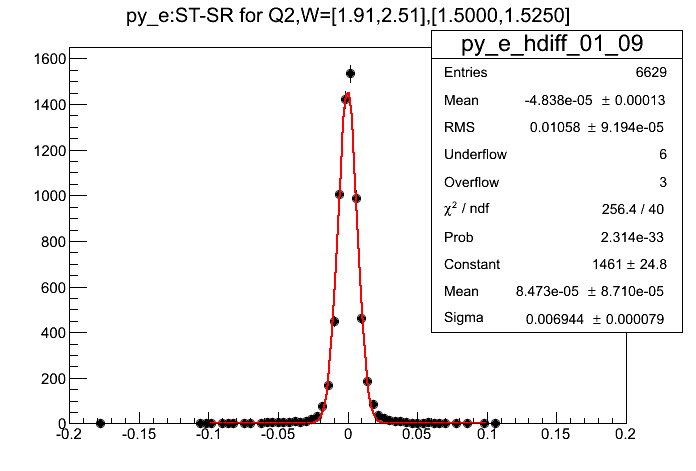 py_e:ST-SR for Q2,W=[1.91,2.51],[1.5000,1.5250]
py_e_hdiff_01_09
Entries 6629
Mean -4.838e-05 ± 0.00013
RMS 0.01058 ± 9.194e-05
Underflow 6
Overflow 3
χ² / ndf 256.4 / 40
Prob 2.314e-33
Constant 1461 ± 24.8
Mean 8.473e-05 ± 8.710e-05
Sigma 0.006944 ± 0.000079
1600
1400
1200
1000
800
600
400
200
0
-0.2 -0.15 -0.1 -0.05 0 0.05 0.1 0.15 0.2